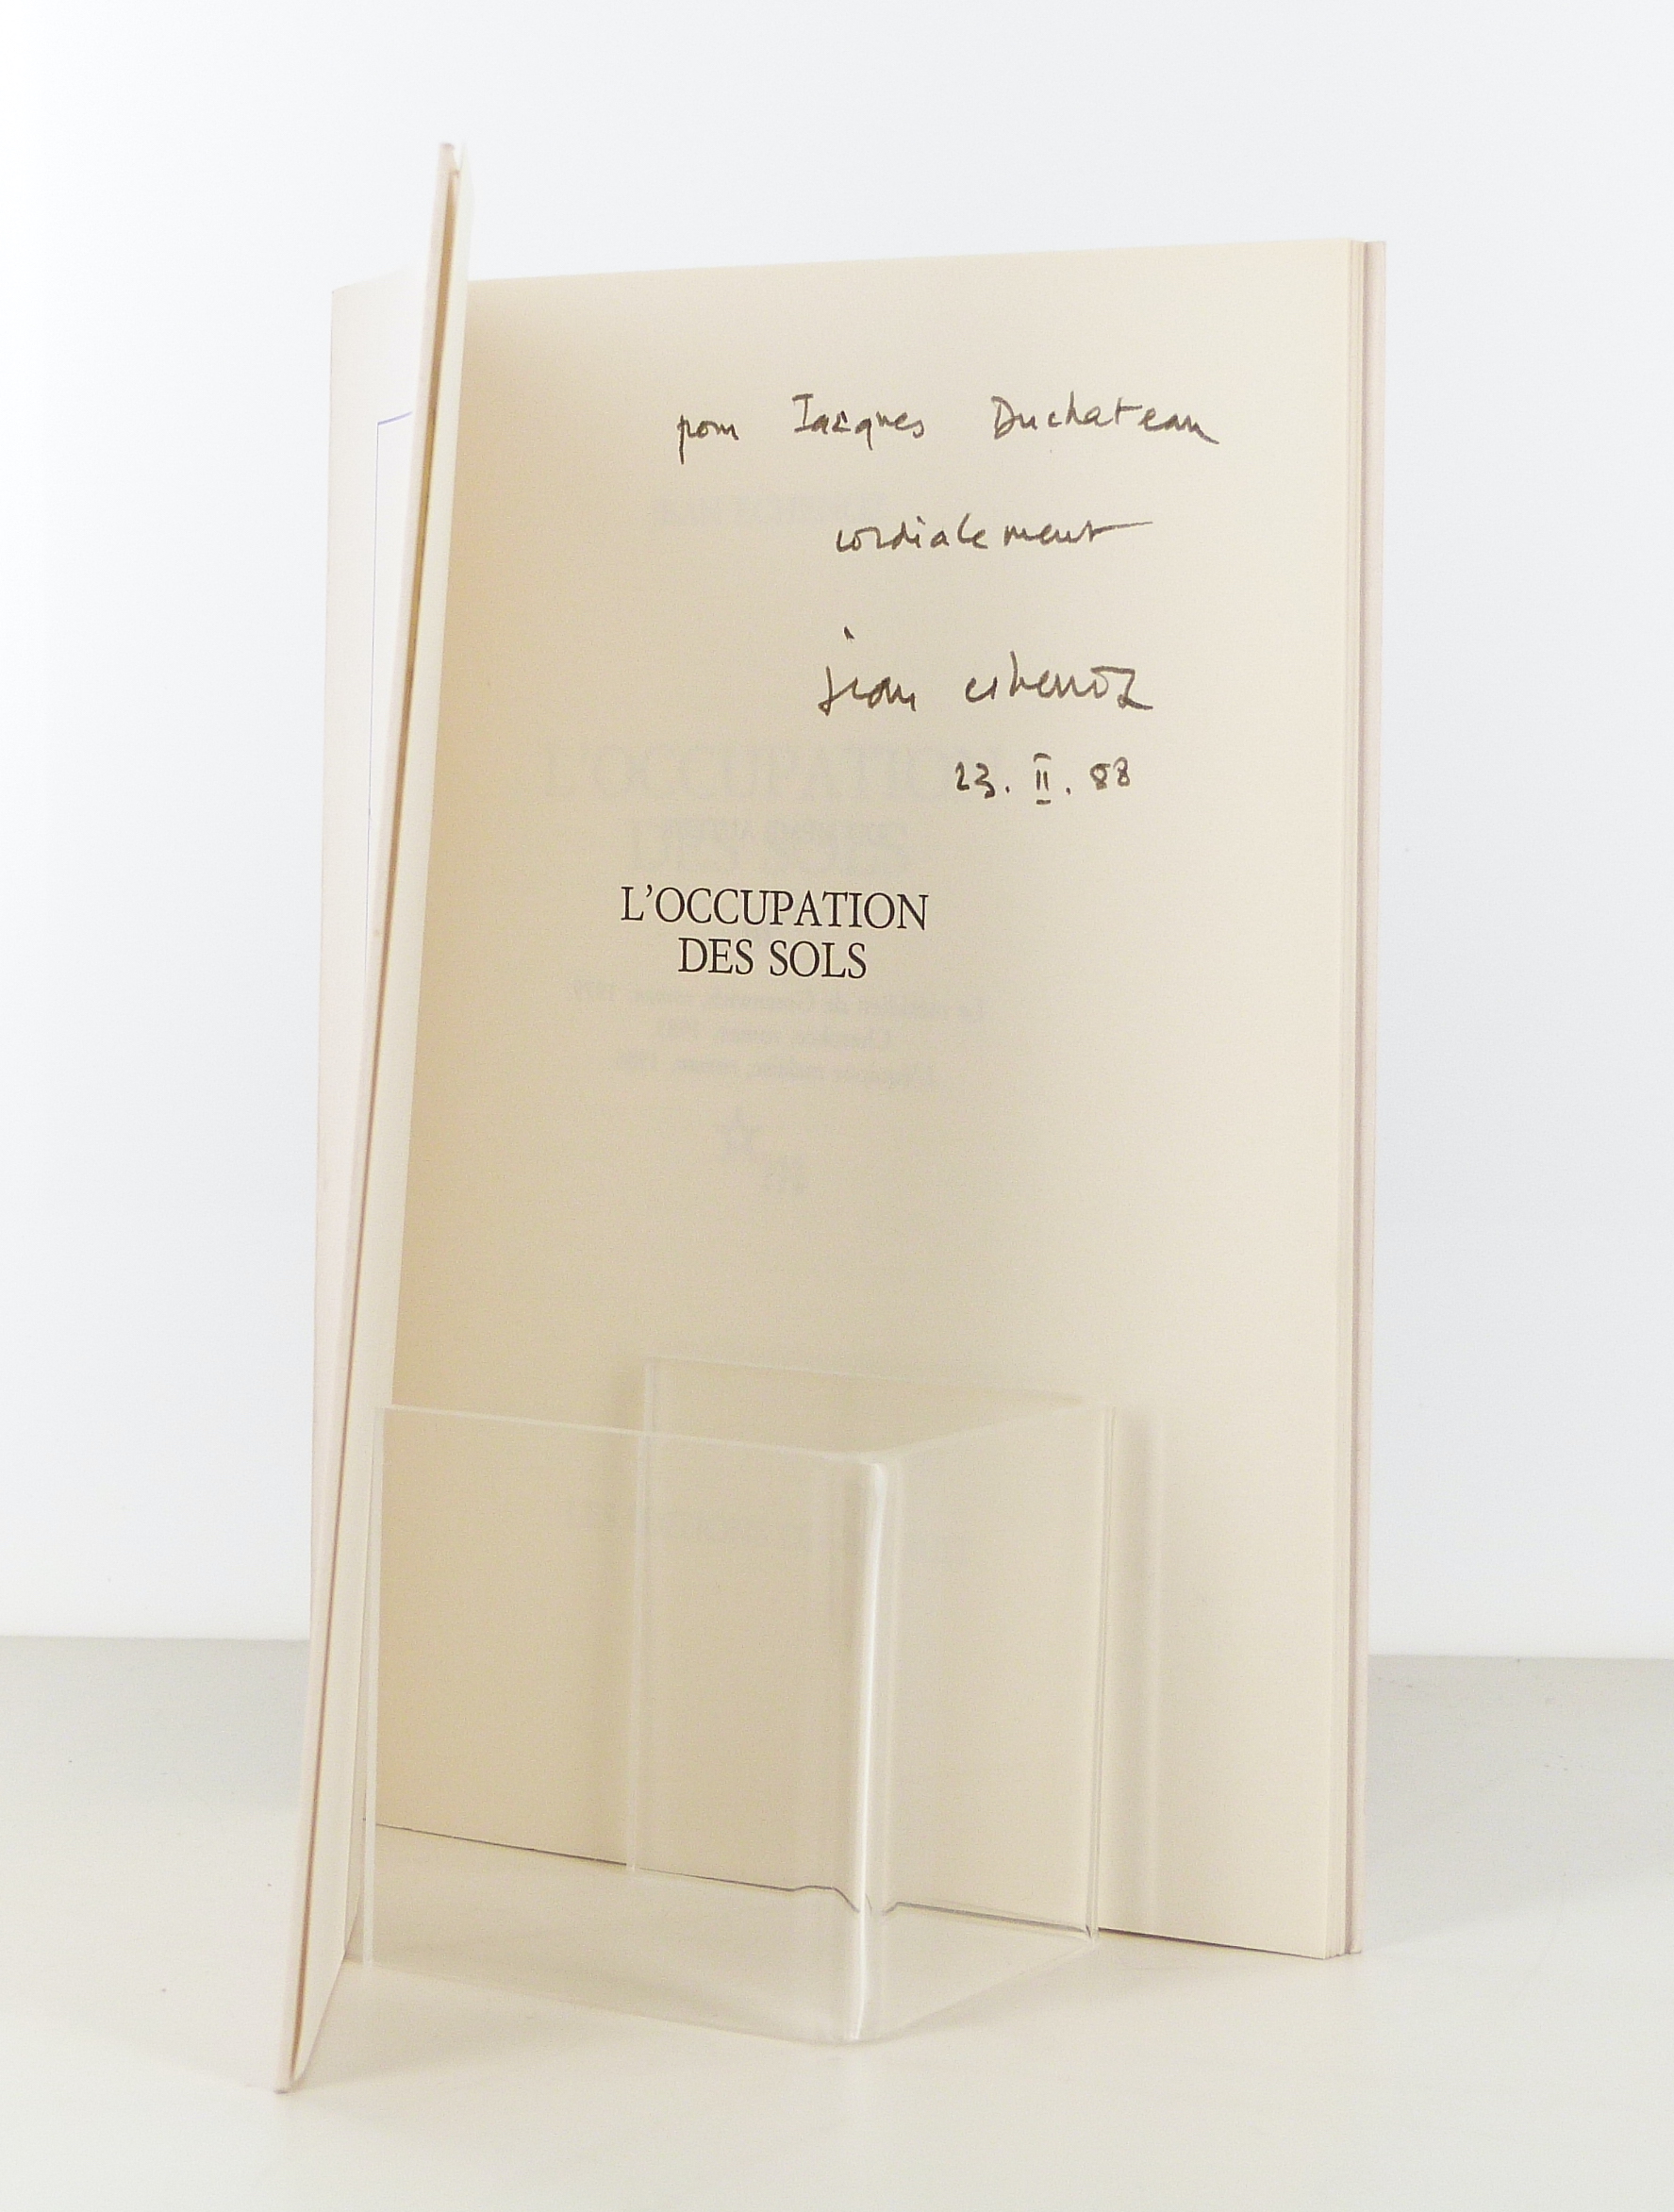 pour Jacques Duchateau
cordialement
jean echenoz
23. II. 88
L'OCCUPATION
DES SOLS